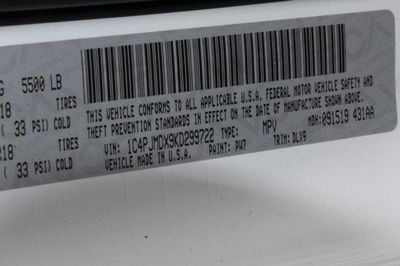 G 5500 LB
18 TIRES
( 33 PSI) COLD
R18 TIRES
( 33 PSI) COLD
THIS VEHICLE CONFORMS TO ALL APPLICABLE U.S.A. FEDERAL MOTOR VEHICLE SAFETY AND
THEFT PREVENTION STANDARDS IN EFFECT ON THE DATE OF MANUFACTURE SHOWN ABOVE.
VIN: 1C4PJMDX9KD299722 TYPE: MPV MDH: 091519 431AA
VEHICLE MADE IN U.S.A. PAINT: PW7 TRIM: DLX9